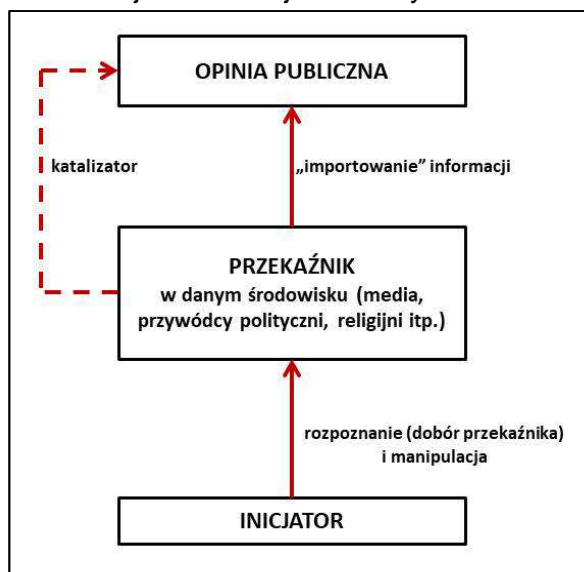 OPINIA PUBLICZNA
katalizator
„importowanie” informacji
PRZEKAŹNIK
w danym środowisku (media,
przywódcy polityczni, religijni itp.)
rozpoznanie (dobór przekaźnika)
i manipulacja
INICJATOR